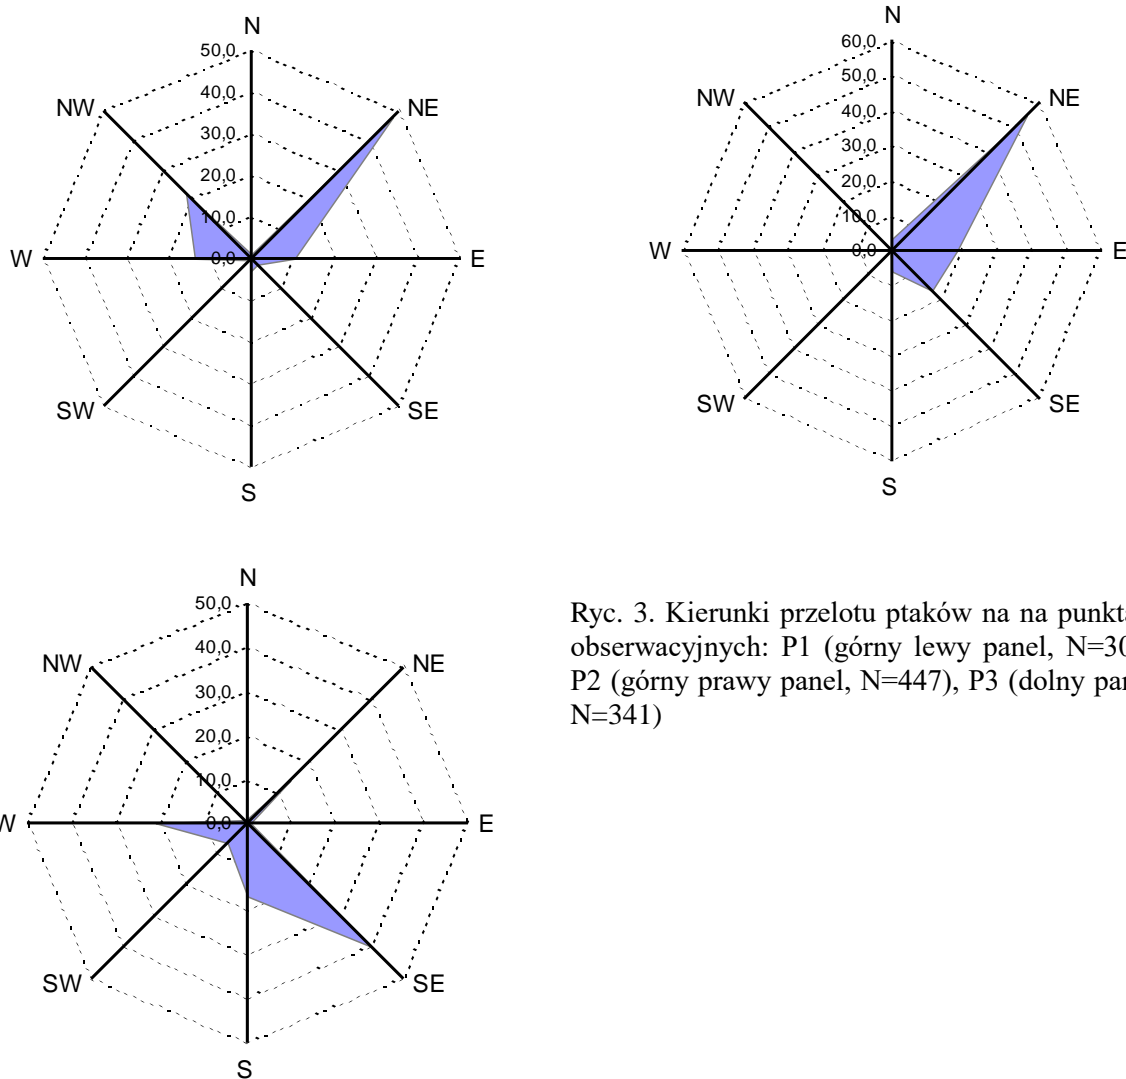 N
50,0
40,0
30,0
20,0
10,0
0,0
NW
NE
W
E
SW
SE
S
N
60,0
50,0
40,0
30,0
20,0
10,0
0,0
NW
NE
W
E
SW
SE
S
N
50,0
40,0
30,0
20,0
10,0
0,0
NW
NE
W
E
SW
SE
S
Ryc. 3. Kierunki przelotu ptaków na na
obserwacyjnych: P1 (górny lewy panel,
P2 (górny prawy panel, N=447), P3 (dolny
N=341)